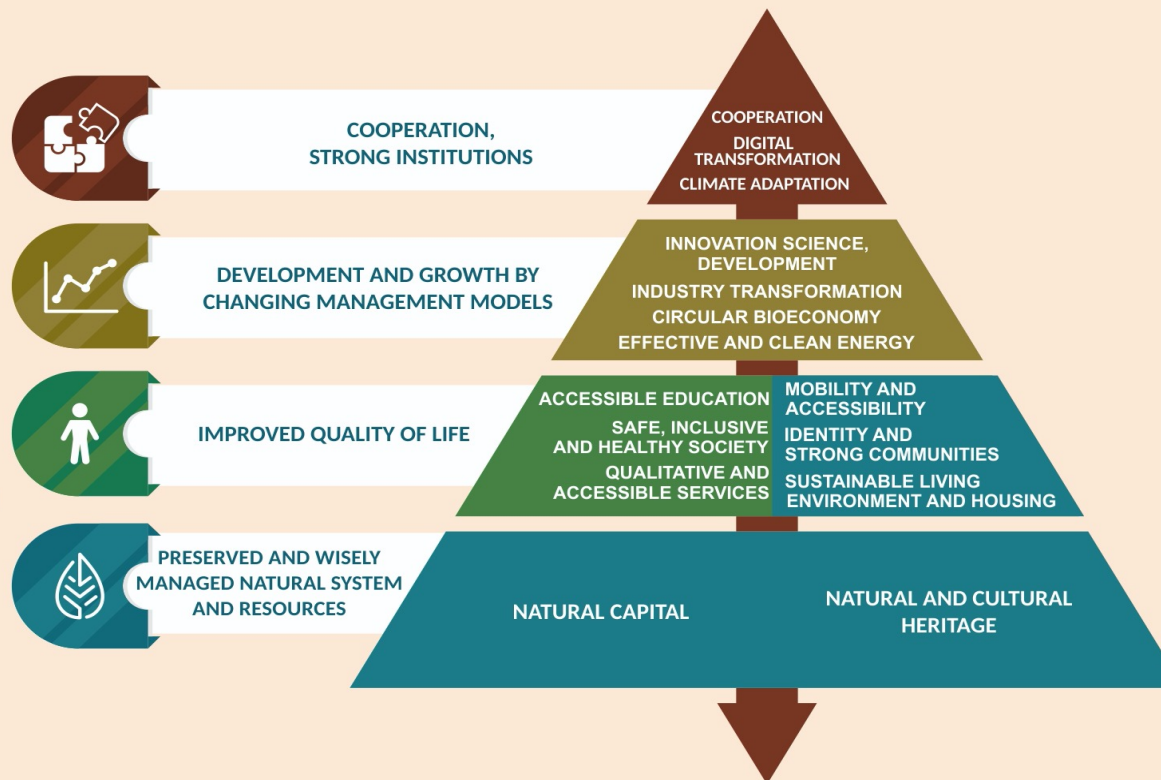 COOPERATION,
STRONG INSTITUTIONS
COOPERATION
DIGITAL
TRANSFORMATION
CLIMATE ADAPTATION
DEVELOPMENT AND GROWTH BY
CHANGING MANAGEMENT MODELS
INNOVATION SCIENCE,
DEVELOPMENT
INDUSTRY TRANSFORMATION
CIRCULAR BIOECONOMY
EFFECTIVE AND CLEAN ENERGY
IMPROVED QUALITY OF LIFE
ACCESSIBLE EDUCATION
SAFE, INCLUSIVE
AND HEALTHY SOCIETY
QUALITATIVE AND
ACCESSIBLE SERVICES
MOBILITY AND
ACCESSIBILITY
IDENTITY AND
STRONG COMMUNITIES
SUSTAINABLE LIVING
ENVIRONMENT AND HOUSING
PRESERVED AND WISELY
MANAGED NATURAL SYSTEM
AND RESOURCES
NATURAL CAPITAL
NATURAL AND CULTURAL
HERITAGE